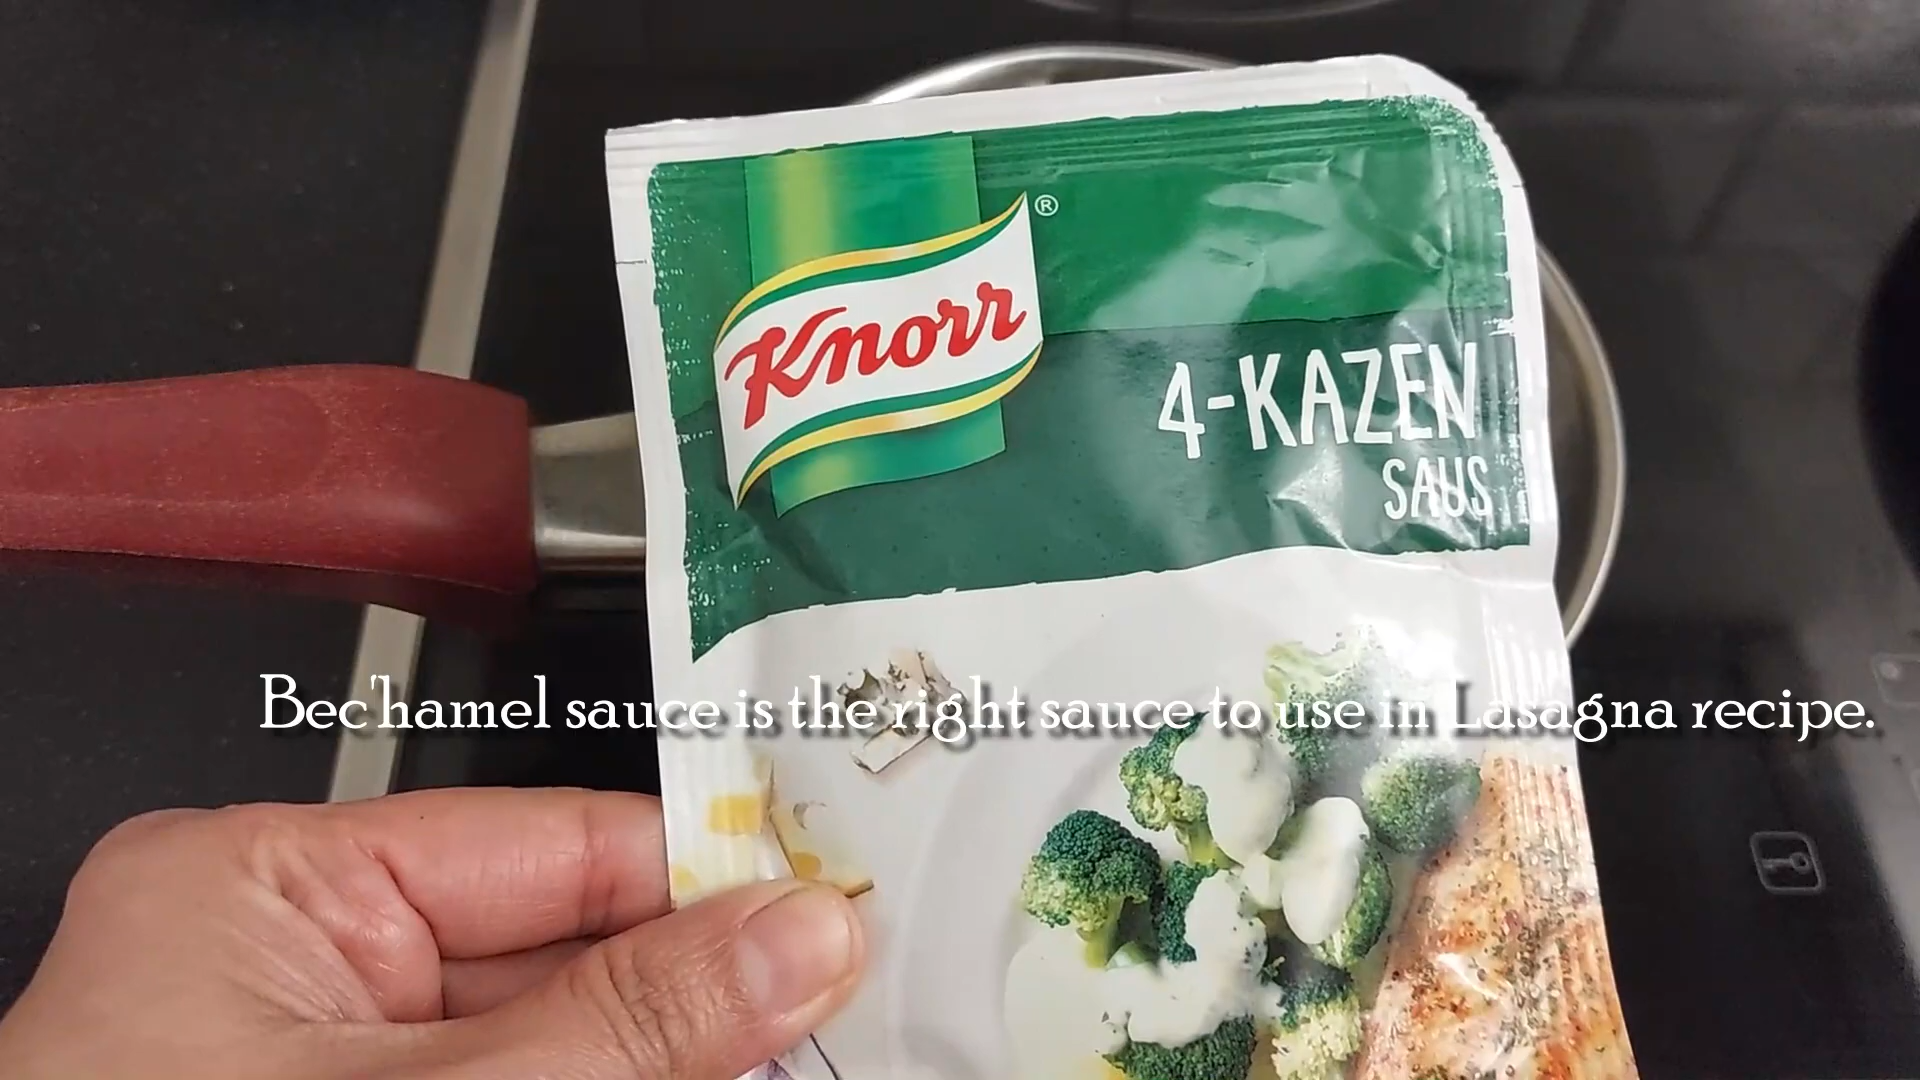 Knorr®
4-KAZEN
SAUS
Bec'hamel sauce is the right sauce to use in Lasagna recipe.